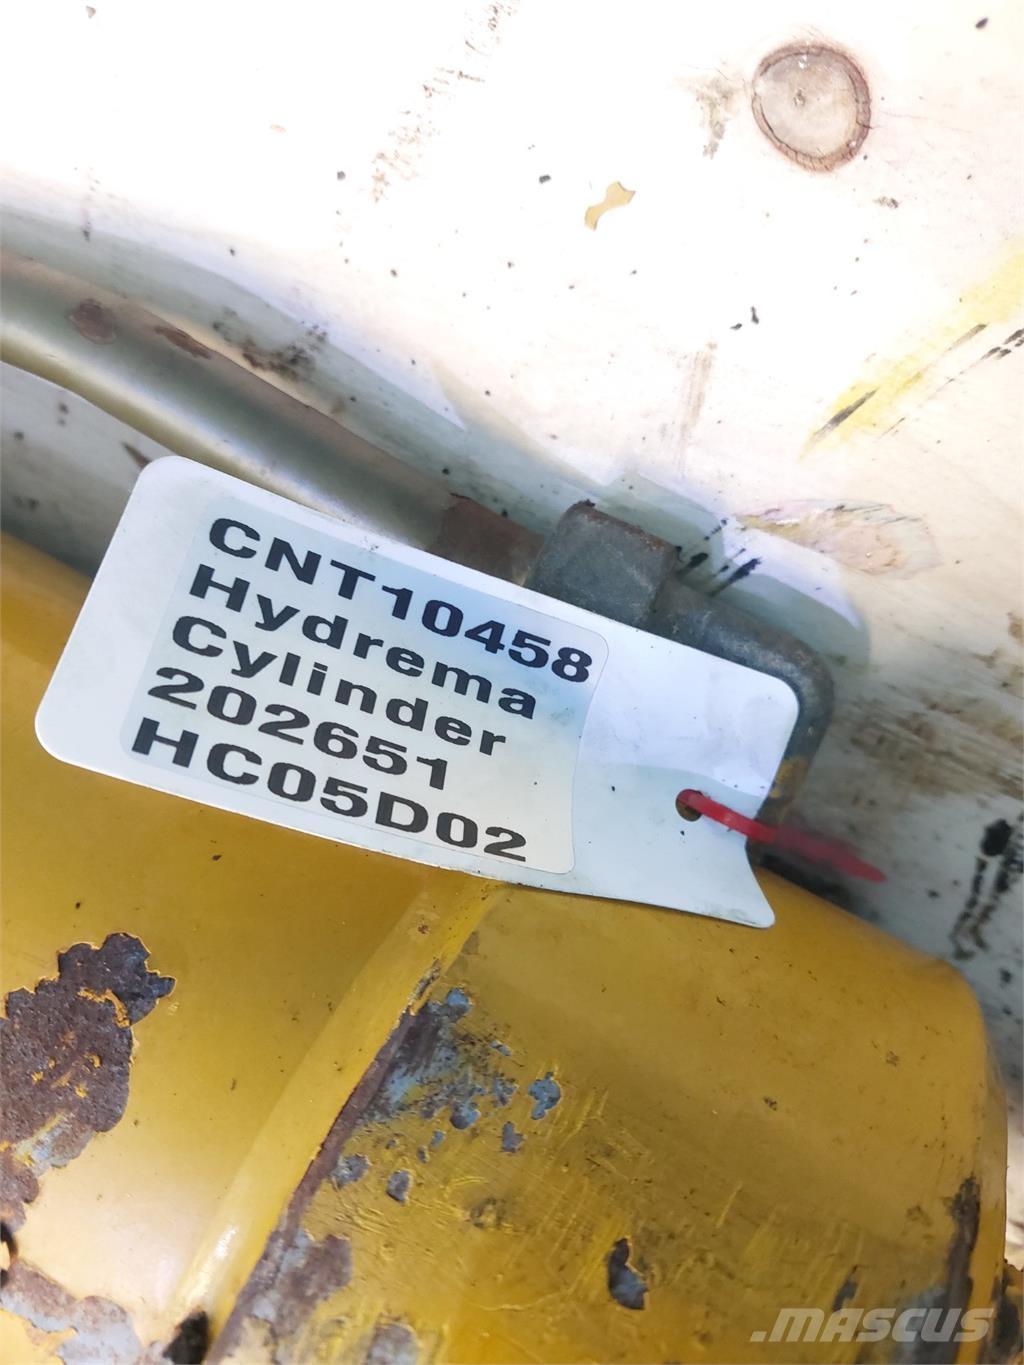 CNT10458
Hydrema
Cylinder
202651
HC05D02
.MASCUS